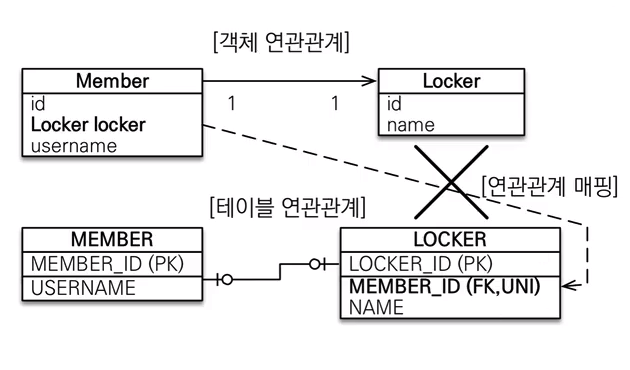 [객체 연관관계]
Member
id
Locker locker
username
1
1
Locker
id
name
[연관관계 매핑]
[테이블 연관관계]
MEMBER
MEMBER_ID (PK)
USERNAME
LOCKER
LOCKER_ID (PK)
MEMBER_ID (FK,UNI)
NAME